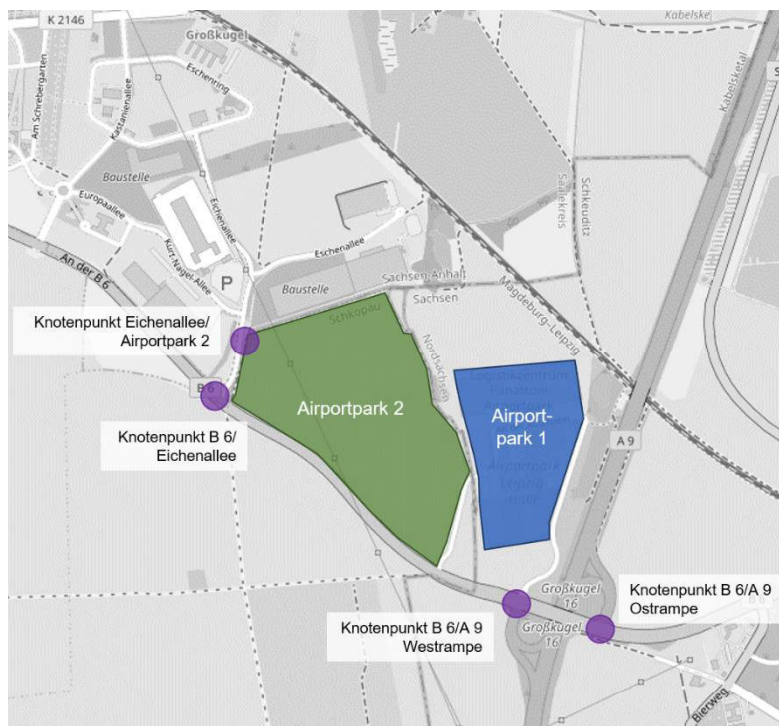 K 2146
Großkugel
Kabelske
Am Schrebergarten
Kastanienallee
Eschenring
Kabelsketal
Baustelle
Europaallee
Eichenallee
Kurt-Nagel-Allee
Eschenallee
An der B 6
P
Baustelle
Saalekreis
Schkeuditz
Sachsen-Anhalt
Sachsen
Schkopau
Magdeburg–Leipzig
Nordsachsen
Knotenpunkt Eichenallee/
Airportpark 2
B 6
Knotenpunkt B 6/
Eichenallee
Airportpark 2
Airport-
park 1
A 9
Großkugel
16
Großkugel
16
Knotenpunkt B 6/A 9
Westrampe
Knotenpunkt B 6/A 9
Ostrampe
B 6
Bierweg